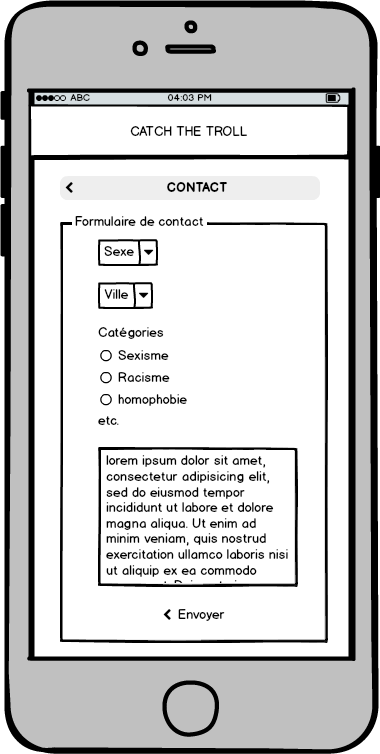 ABC 04:03 PM
CATCH THE TROLL
CONTACT
Formulaire de contact
Sexe
Ville
Catégories
Sexisme
Racisme
homophobie
etc.
lorem ipsum dolor sit amet,
consectetur adipisicing elit,
sed do eiusmod tempor
incididunt ut labore et dolore
magna aliqua. Ut enim ad
minim veniam, quis nostrud
exercitation ullamco laboris nisi
ut aliquip ex ea commodo
Envoyer